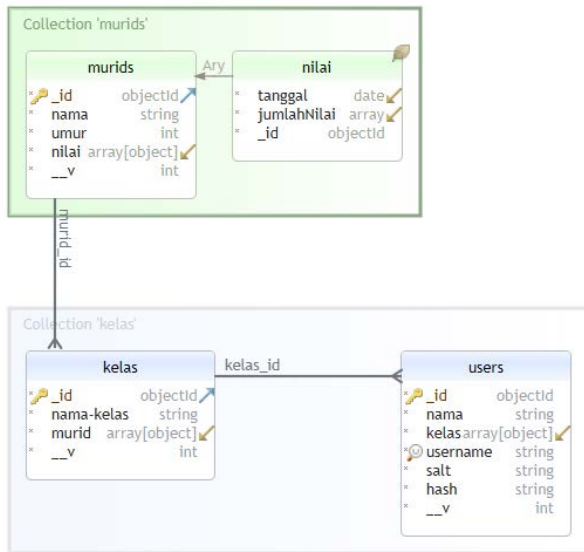 Collection 'murids'
murids
_id objectId
nama string
umur int
nilai array[object]
__v int
Ary
nilai
tanggal date
jumlahNilai array
_id objectId
murid_id
Collection 'kelas'
kelas
_id objectId
nama-kelas string
murid array[object]
__v int
kelas_id
users
_id objectId
nama string
kelas array[object]
username string
salt string
hash string
__v int